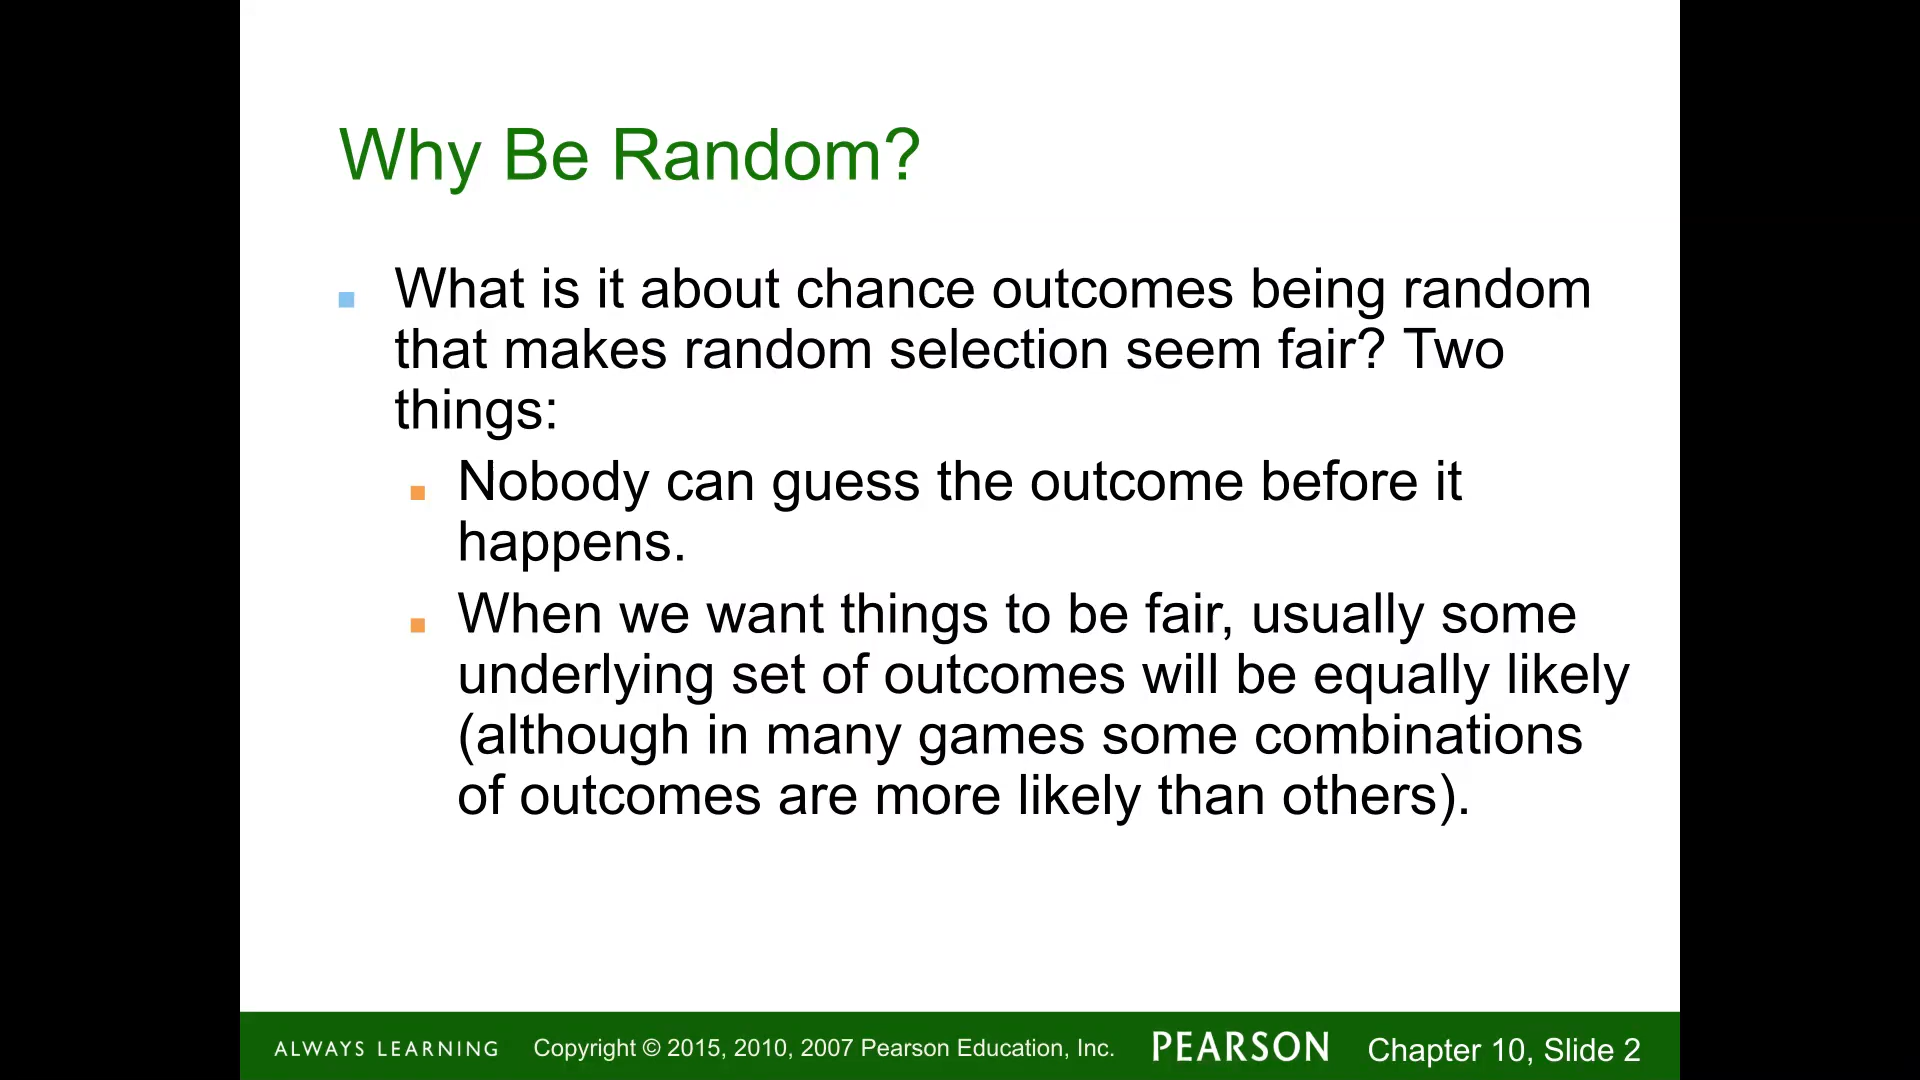 Why Be Random?
What is it about chance outcomes being random
that makes random selection seem fair? Two
things:
Nobody can guess the outcome before it
happens.
When we want things to be fair, usually some
underlying set of outcomes will be equally likely
(although in many games some combinations
of outcomes are more likely than others).
ALWAYS LEARNING Copyright © 2015, 2010, 2007 Pearson Education, Inc. PEARSON Chapter 10, Slide 2